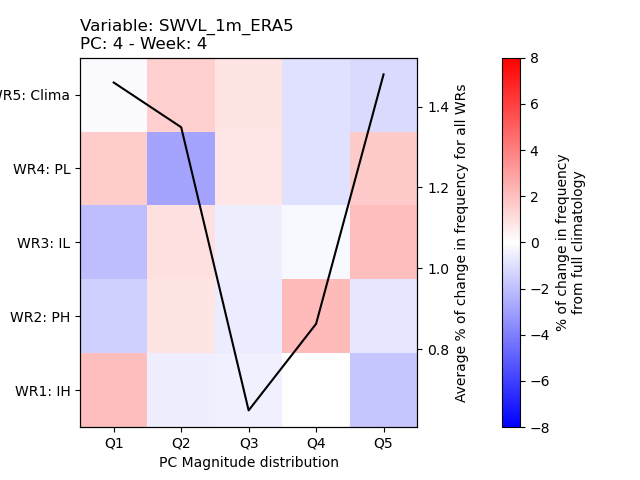 Variable: SWVL_1m_ERA5
PC: 4 - Week: 4
WR5: Clima
WR4: PL
WR3: IL
WR2: PH
WR1: IH
Q1 Q2 Q3 Q4 Q5
PC Magnitude distribution
1.4
1.2
1.0
0.8
Average % of change in frequency for all WRs
8
6
4
2
0
−2
−4
−6
−8
% of change in frequency
from full climatology